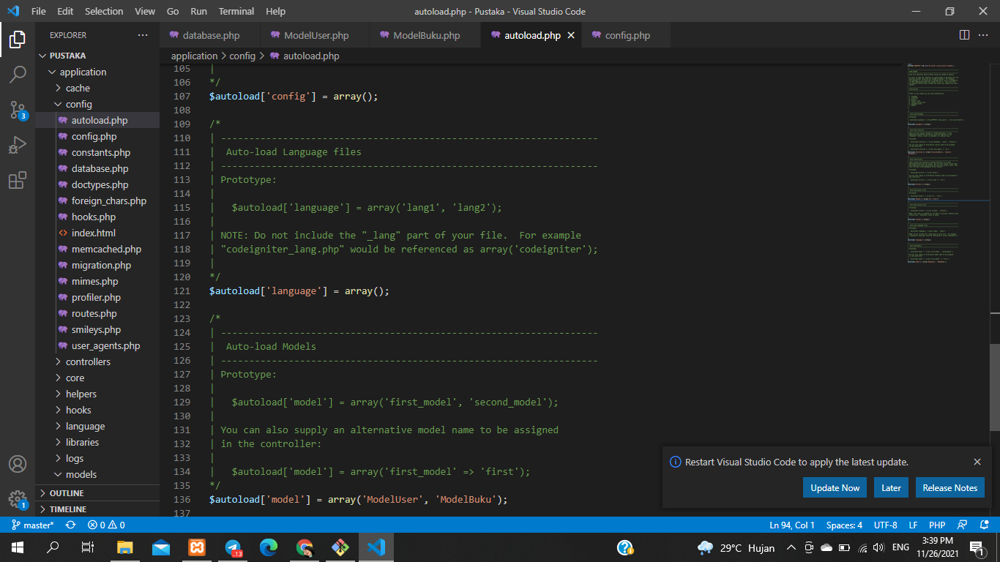 File Edit Selection View Go Run Terminal Help
autoload.php - Pustaka - Visual Studio Code
EXPLORER
PUSTAKA
application
cache
config
autoload.php
config.php
constants.php
database.php
doctypes.php
foreign_chars.php
hooks.php
index.html
memcached.php
migration.php
mimes.php
profiler.php
routes.php
smileys.php
user_agents.php
controllers
core
helpers
hooks
language
libraries
logs
models
OUTLINE
TIMELINE
3
1
database.php ModelUser.php ModelBuku.php autoload.php config.php
application > config > autoload.php
105 |
106 */
107 $autoload['config'] = array();
108
109 /*
110 | -------------------------------------------------------------------
111 |  Auto-load Language files
112 | -------------------------------------------------------------------
113 | Prototype:
114 |
115 |   $autoload['language'] = array('lang1', 'lang2');
116 |
117 | NOTE: Do not include the "_lang" part of your file.  For example
118 | "codeigniter_lang.php" would be referenced as array('codeigniter');
119 |
120 */
121 $autoload['language'] = array();
122
123 /*
124 | -------------------------------------------------------------------
125 |  Auto-load Models
126 | -------------------------------------------------------------------
127 | Prototype:
128 |
129 |   $autoload['model'] = array('first_model', 'second_model');
130 |
131 | You can also supply an alternative model name to be assigned
132 | in the controller:
133 |
134 |   $autoload['model'] = array('first_model' => 'first');
135 */
136 $autoload['model'] = array('ModelUser', 'ModelBuku');
137
Restart Visual Studio Code to apply the latest update.
Update Now Later Release Notes
master* 0 0 Ln 94, Col 1 Spaces: 4 UTF-8 LF PHP
13
29°C Hujan ENG
3:39 PM
11/26/2021
1